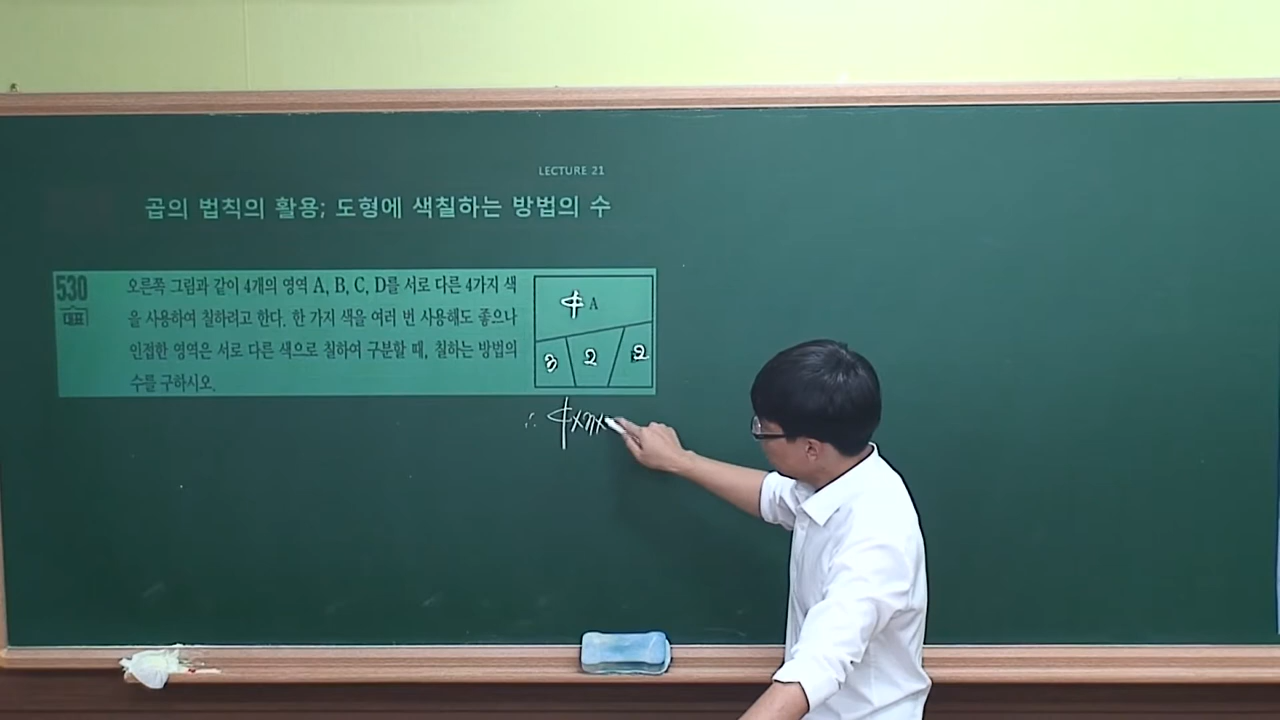 LECTURE 21
곱의 법칙의 활용; 도형에 색칠하는 방법의 수
530
대표
오른쪽 그림과 같이 4개의 영역 A, B, C, D를 서로 다른 4가지 색
을 사용하여 칠하려고 한다. 한 가지 색을 여러 번 사용해도 좋으나
인접한 영역은 서로 다른 색으로 칠하여 구분할 때, 칠하는 방법의
수를 구하시오.
4 A
3 2 2
∴ 4×3×